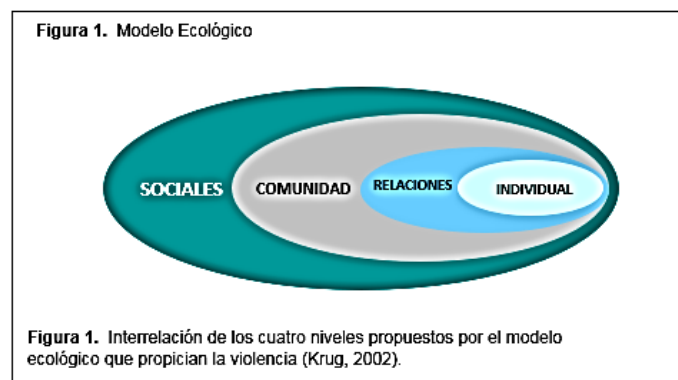 Figura 1. Modelo Ecológico
SOCIALES
COMUNIDAD
RELACIONES
INDIVIDUAL
Figura 1. Interrelación de los cuatro niveles propuestos por el modelo
ecológico que propician la violencia (Krug, 2002).